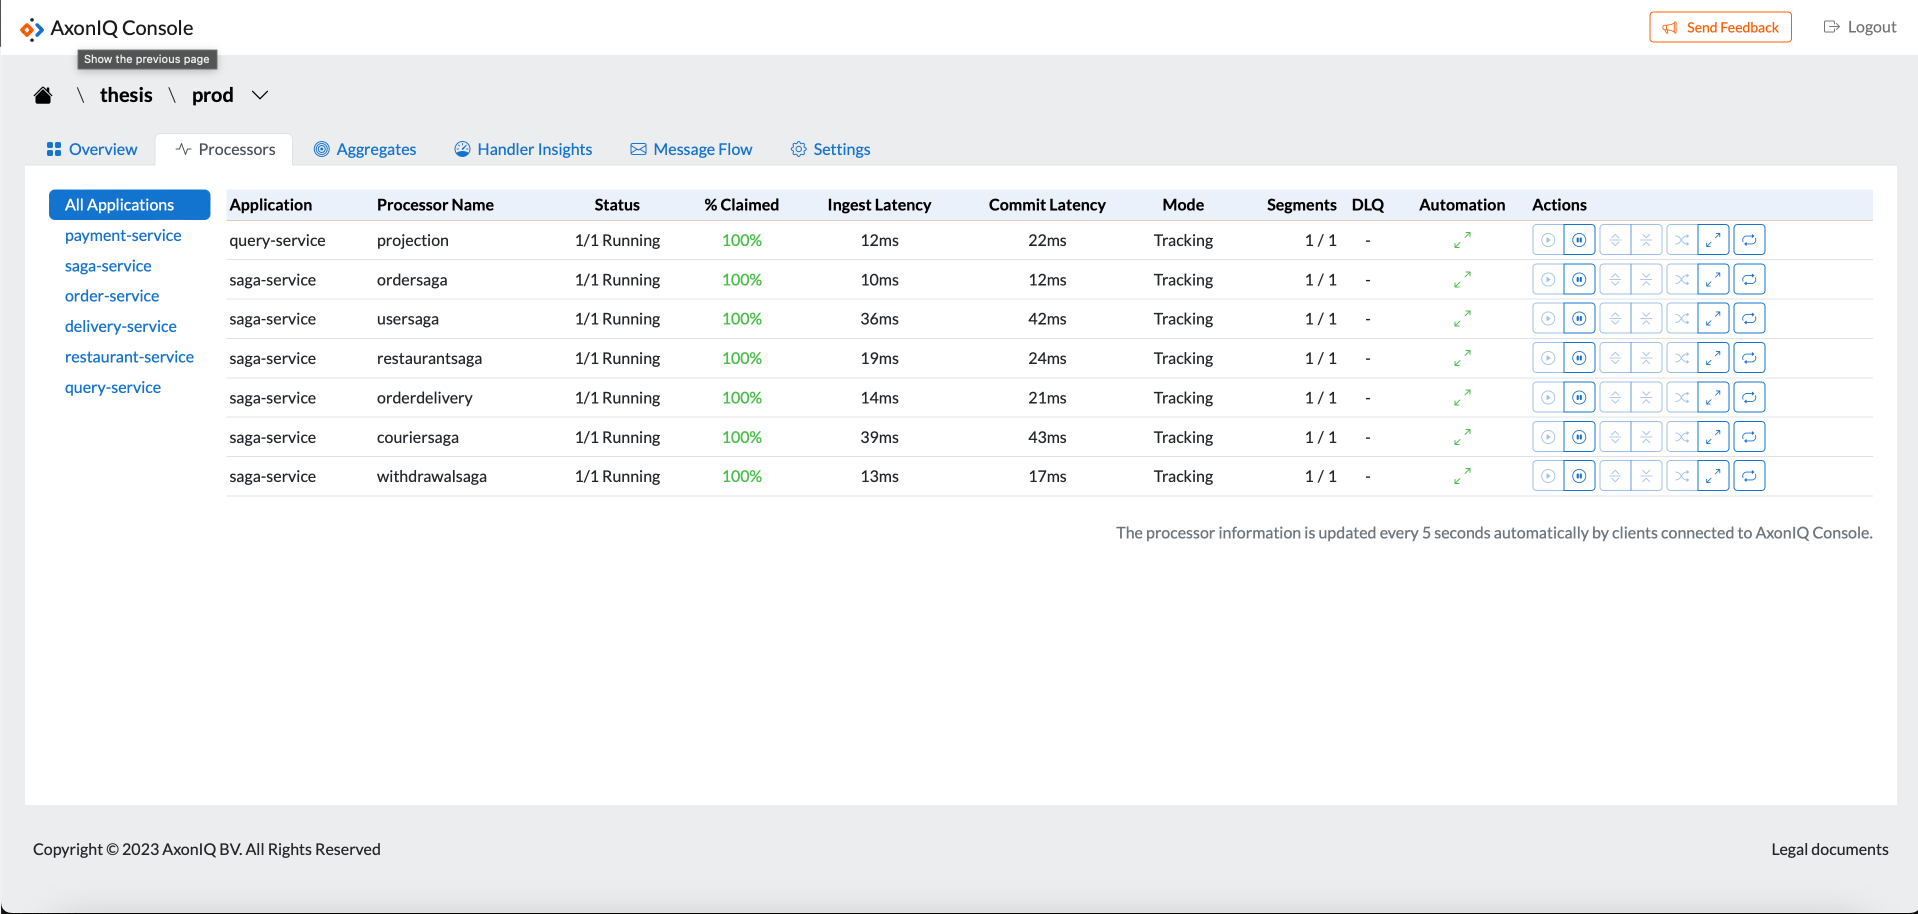 AxonIQ Console
Send Feedback
Logout
Show the previous page
\ thesis \ prod
Overview Processors Aggregates Handler Insights Message Flow Settings
All Applications
payment-service
saga-service
order-service
delivery-service
restaurant-service
query-service
Application Processor Name Status % Claimed Ingest Latency Commit Latency Mode Segments DLQ Automation Actions
query-service projection 1/1 Running 100% 12ms 22ms Tracking 1 / 1 -
saga-service ordersaga 1/1 Running 100% 10ms 12ms Tracking 1 / 1 -
saga-service usersaga 1/1 Running 100% 36ms 42ms Tracking 1 / 1 -
saga-service restaurantsaga 1/1 Running 100% 19ms 24ms Tracking 1 / 1 -
saga-service orderdelivery 1/1 Running 100% 14ms 21ms Tracking 1 / 1 -
saga-service couriersaga 1/1 Running 100% 39ms 43ms Tracking 1 / 1 -
saga-service withdrawalsaga 1/1 Running 100% 13ms 17ms Tracking 1 / 1 -
The processor information is updated every 5 seconds automatically by clients connected to AxonIQ Console.
Copyright © 2023 AxonIQ BV. All Rights Reserved
Legal documents